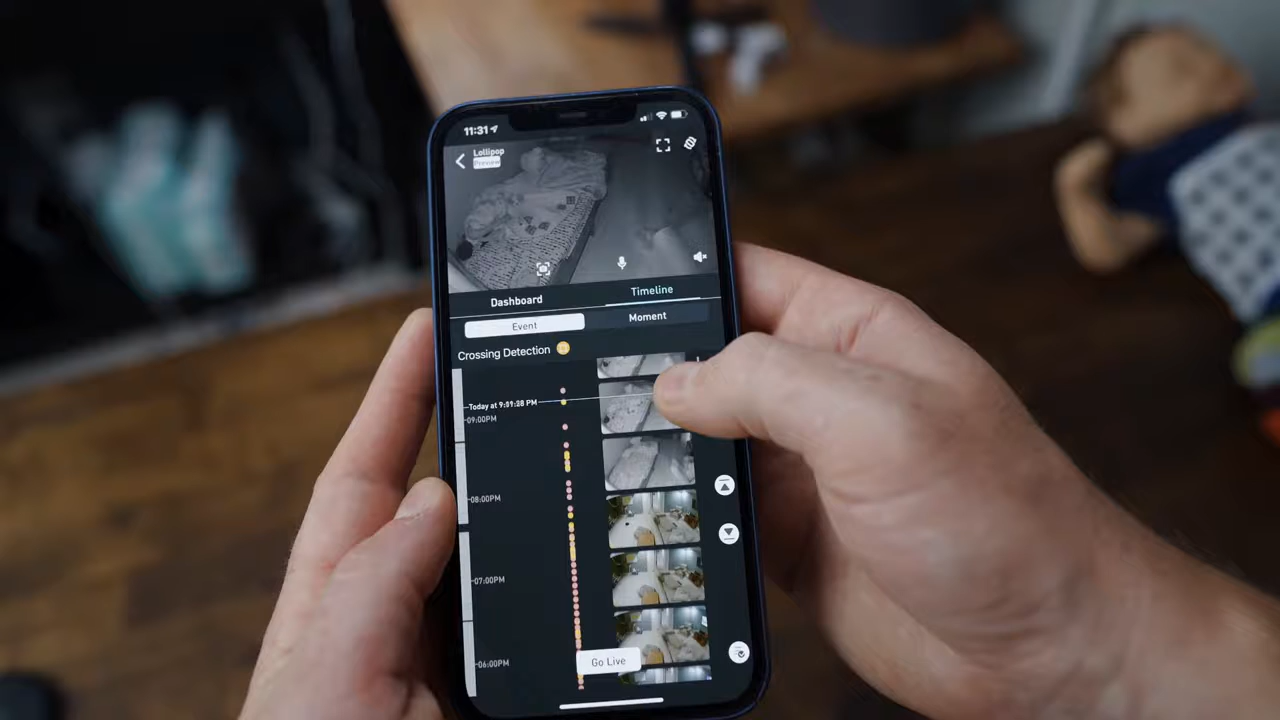 11:31
Lollipop
Preview
Dashboard
Timeline
Event
Moment
Crossing Detection
Today at 9:51:28 PM
09:00PM
08:00PM
07:00PM
06:00PM
Go Live